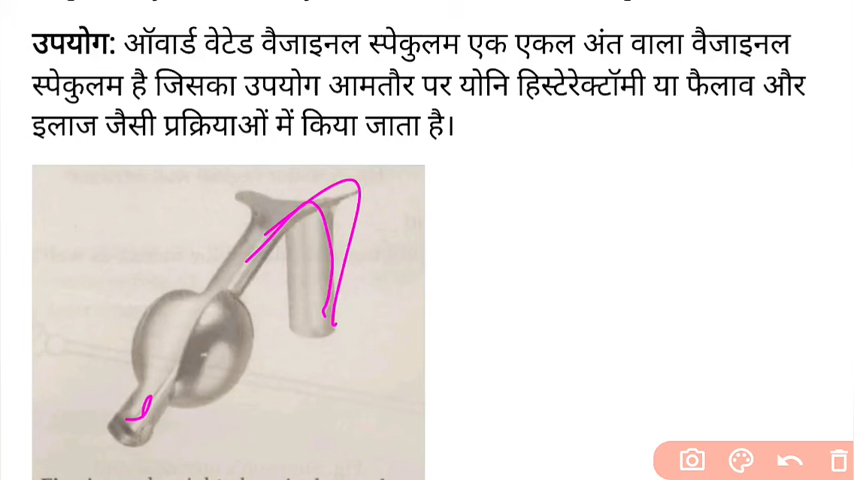 उपयोग: ऑवार्ड वेटेड वैजाइनल स्पेकुलम एक एकल अंत वाला वैजाइनल
स्पेकुलम है जिसका उपयोग आमतौर पर योनि हिस्टेरेक्टॉमी या फैलाव और
इलाज जैसी प्रक्रियाओं में किया जाता है।